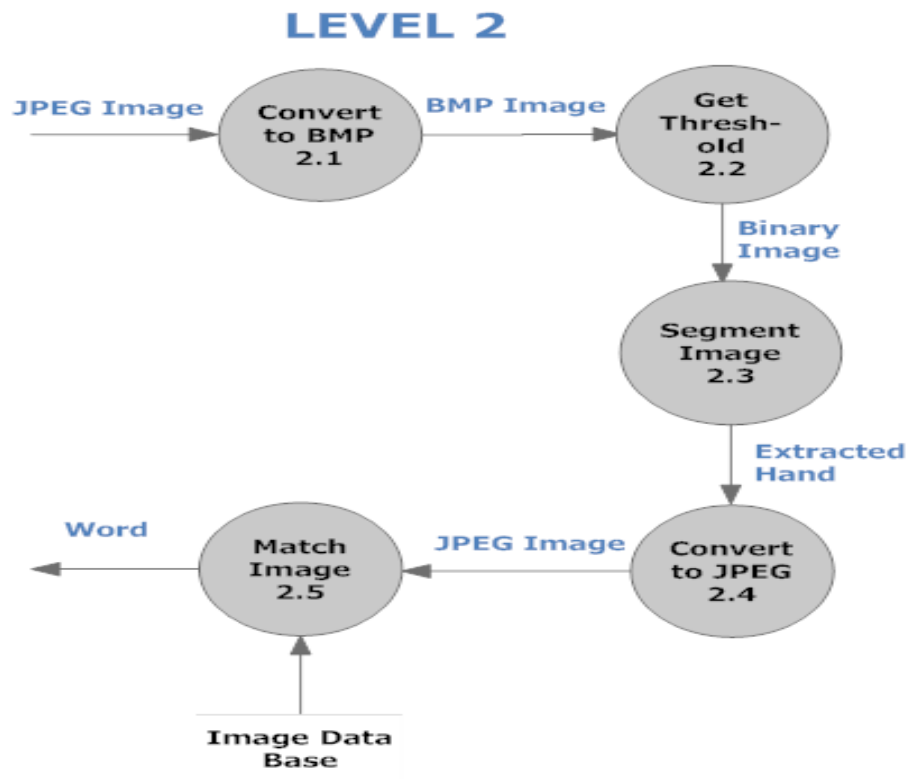 LEVEL 2
JPEG Image
Convert
to BMP
2.1
BMP Image
Get
Thresh-
old
2.2
Binary
Image
Segment
Image
2.3
Extracted
Hand
Convert
to JPEG
2.4
JPEG Image
Match
Image
2.5
Word
Image Data
Base